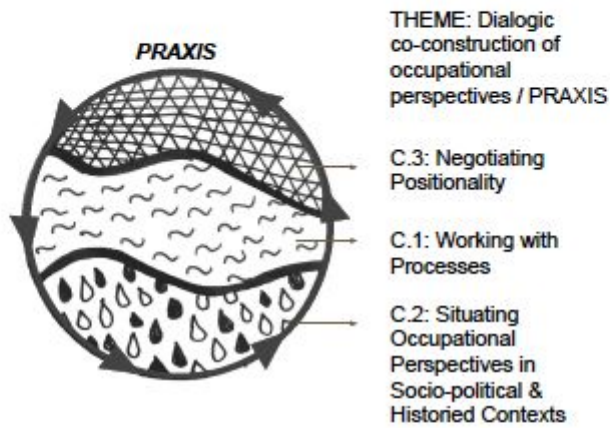 PRAXIS
THEME: Dialogic
co-construction of
occupational
perspectives / PRAXIS
C.3: Negotiating
Positionality
C.1: Working with
Processes
C.2: Situating
Occupational
Perspectives in
Socio-political &
Historied Contexts